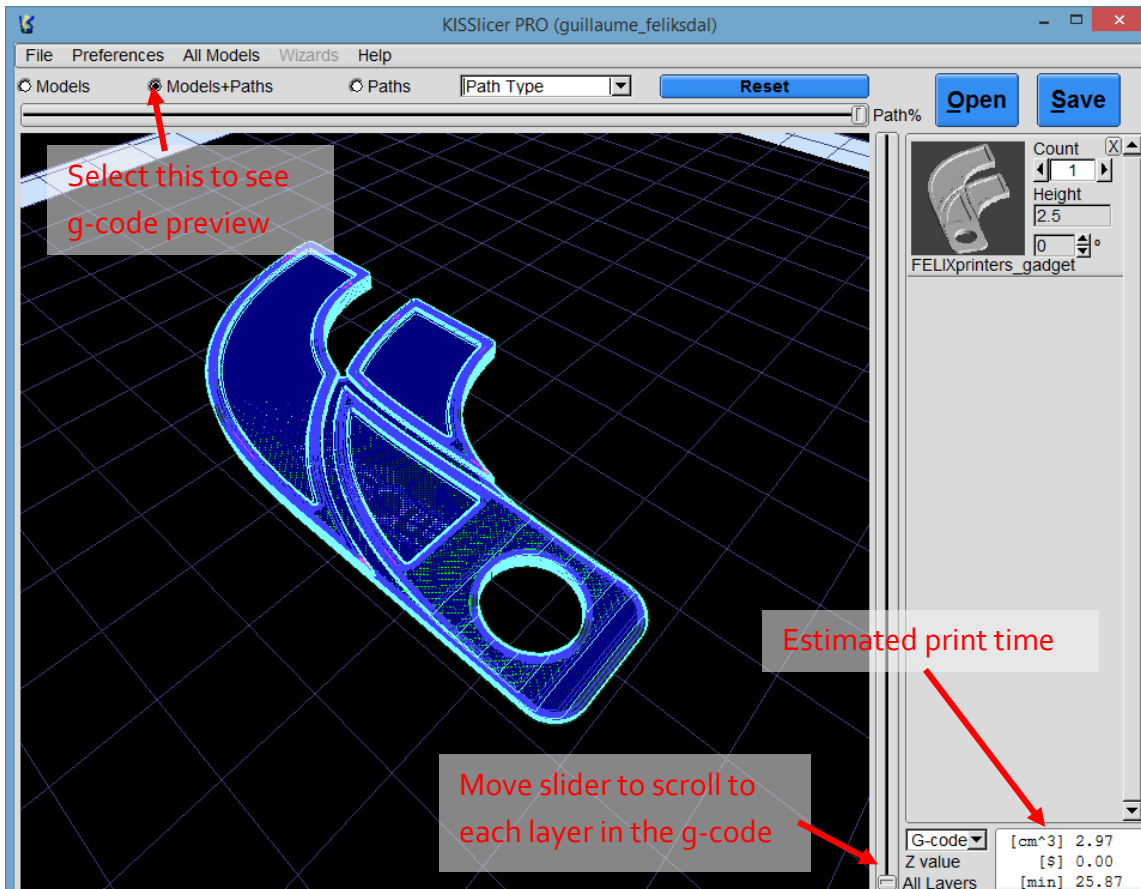 KISSlicer PRO (guillaume_feliksdal)
File Preferences All Models Wizards Help
Models Models+Paths Paths Path Type Reset
Path%
Open Save
Select this to see
g-code preview
Count X
1
Height
2.5
0 °
FELIXprinters_gadget
Estimated print time
Move slider to scroll to
each layer in the g-code
G-code
Z value
All Layers
[cm^3] 2.97
[$] 0.00
[min] 25.87